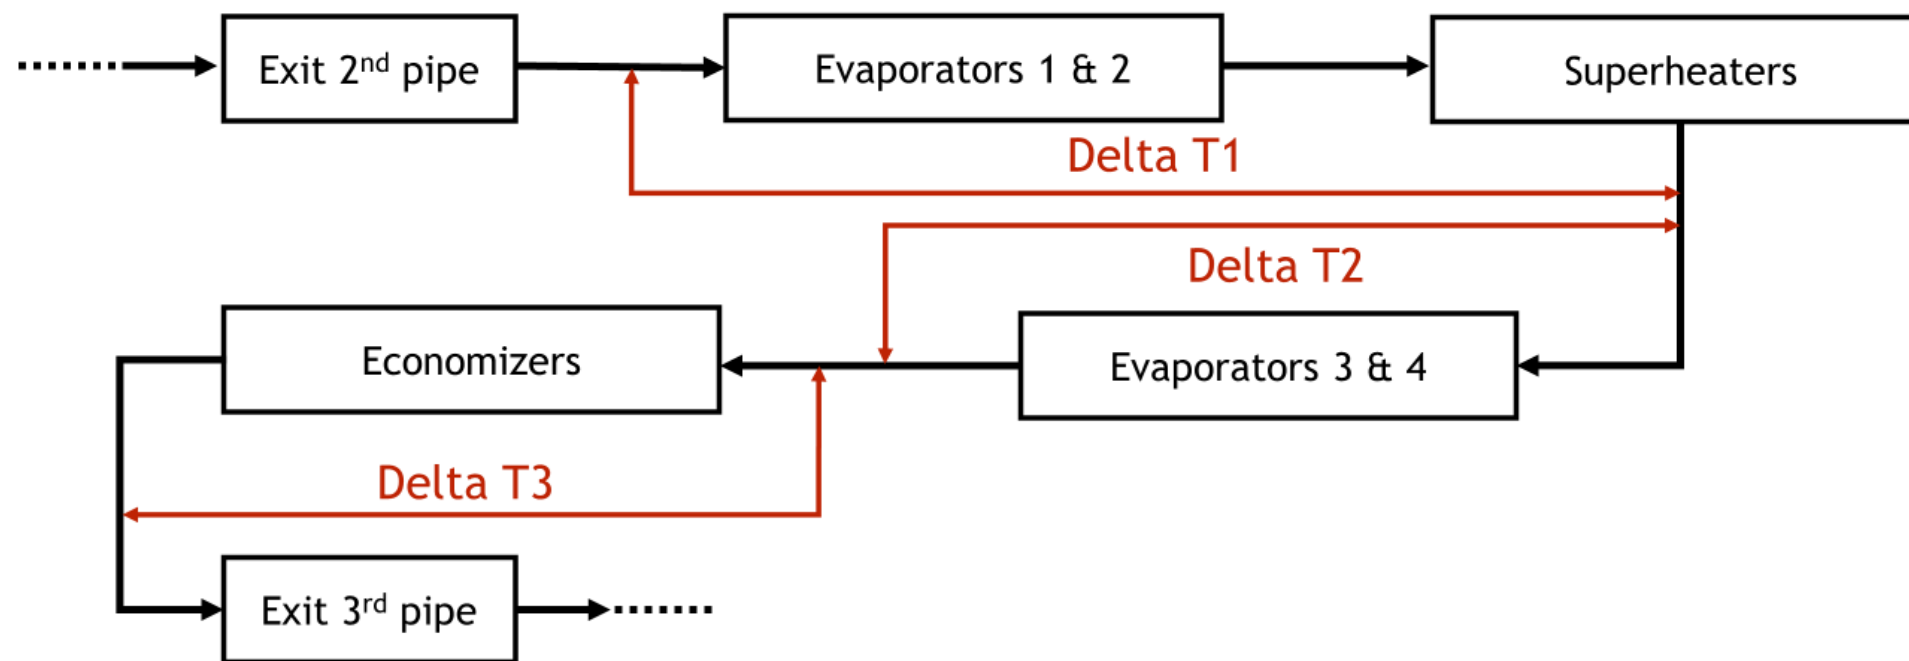 Exit 2nd pipe
Evaporators 1 & 2
Superheaters
Delta T1
Delta T2
Economizers
Evaporators 3 & 4
Delta T3
Exit 3rd pipe